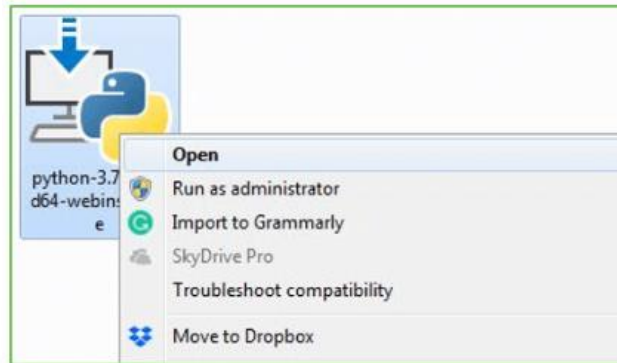 python-3.7
d64-webins
e
Open
Run as administrator
Import to Grammarly
SkyDrive Pro
Troubleshoot compatibility
Move to Dropbox